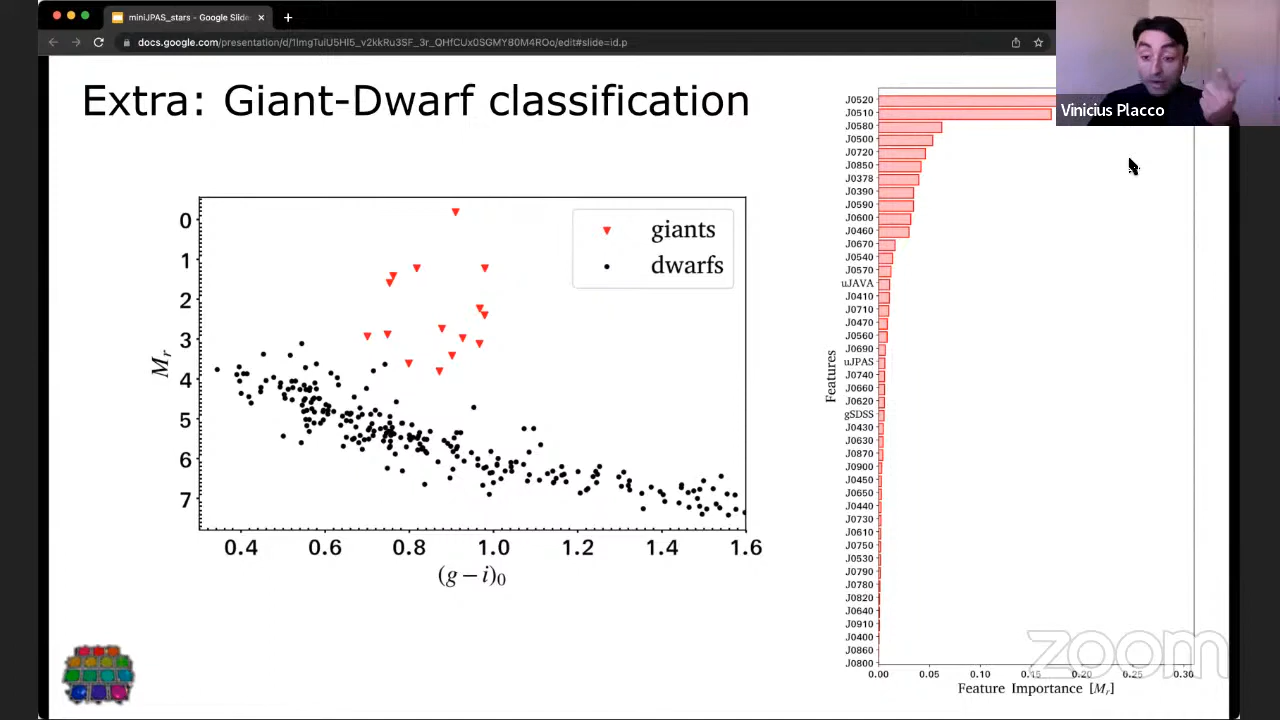 miniJPAS_stars - Google Slide
docs.google.com/presentation/d/1lmgTuiU5HI5_v2kkRu3SF_3r_QHfCUx0SGMY80M4ROo/edit#slide=id.p
Extra: Giant-Dwarf classification
Vinicius Placco
giants
dwarfs
0
1
2
3
4
5
6
7
Mr
0.4 0.6 0.8 1.0 1.2 1.4 1.6
(g − i)0
J0520
J0510
J0580
J0500
J0720
J0850
J0378
J0390
J0590
J0600
J0460
J0670
J0540
J0570
uJAVA
J0410
J0710
J0470
J0560
J0690
uJPAS
J0740
J0660
J0620
gSDSS
J0430
J0630
J0870
J0900
J0450
J0650
J0440
J0730
J0610
J0750
J0530
J0790
J0780
J0820
J0640
J0910
J0400
J0860
J0800
Features
0.00 0.05 0.10 0.15 0.20 0.25 0.30
Feature Importance [Mr]
zoom